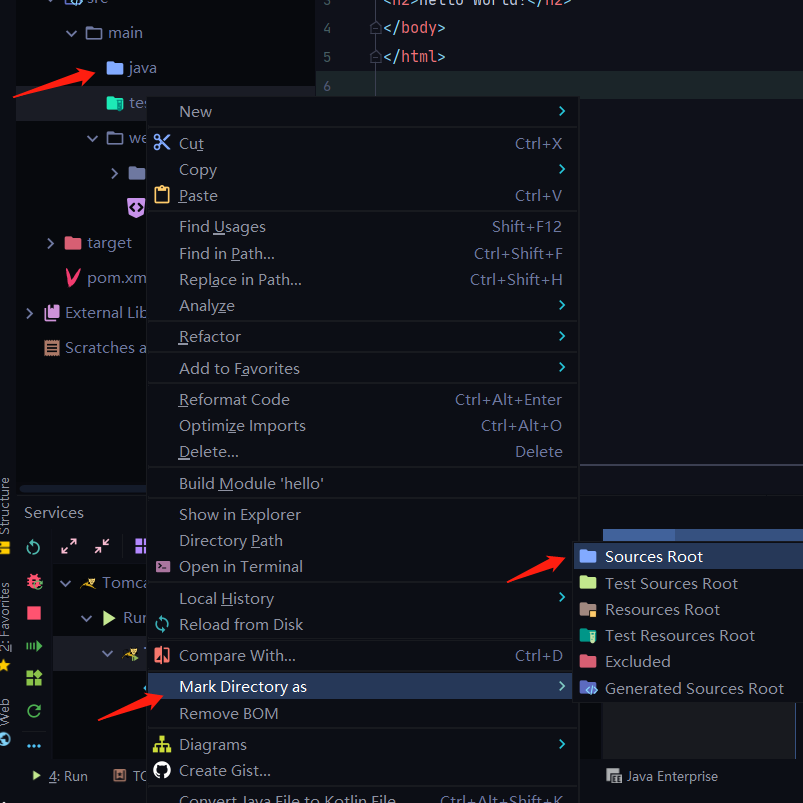 src
3 <h2>Hello World!</h2>
main
4 </body>
java
5 </html>
6
New
Cut Ctrl+X
Copy
Paste Ctrl+V
Find Usages Shift+F12
target
Find in Path... Ctrl+Shift+F
pom.xm
Replace in Path... Ctrl+Shift+H
External Lib
Analyze
Scratches a
Refactor
Add to Favorites
Reformat Code Ctrl+Alt+Enter
Optimize Imports Ctrl+Alt+O
Delete... Delete
Build Module 'hello'
Structure
Services
Show in Explorer
Directory Path
Open in Terminal
Sources Root
2: Favorites
Tomca
Test Sources Root
Local History
Resources Root
Run
Reload from Disk
Test Resources Root
Compare With... Ctrl+D
Excluded
Mark Directory as
Generated Sources Root
Web
Remove BOM
Diagrams
4: Run
TO
Create Gist...
Java Enterprise
Convert Java File to Kotlin File Ctrl+Alt+Shift+K